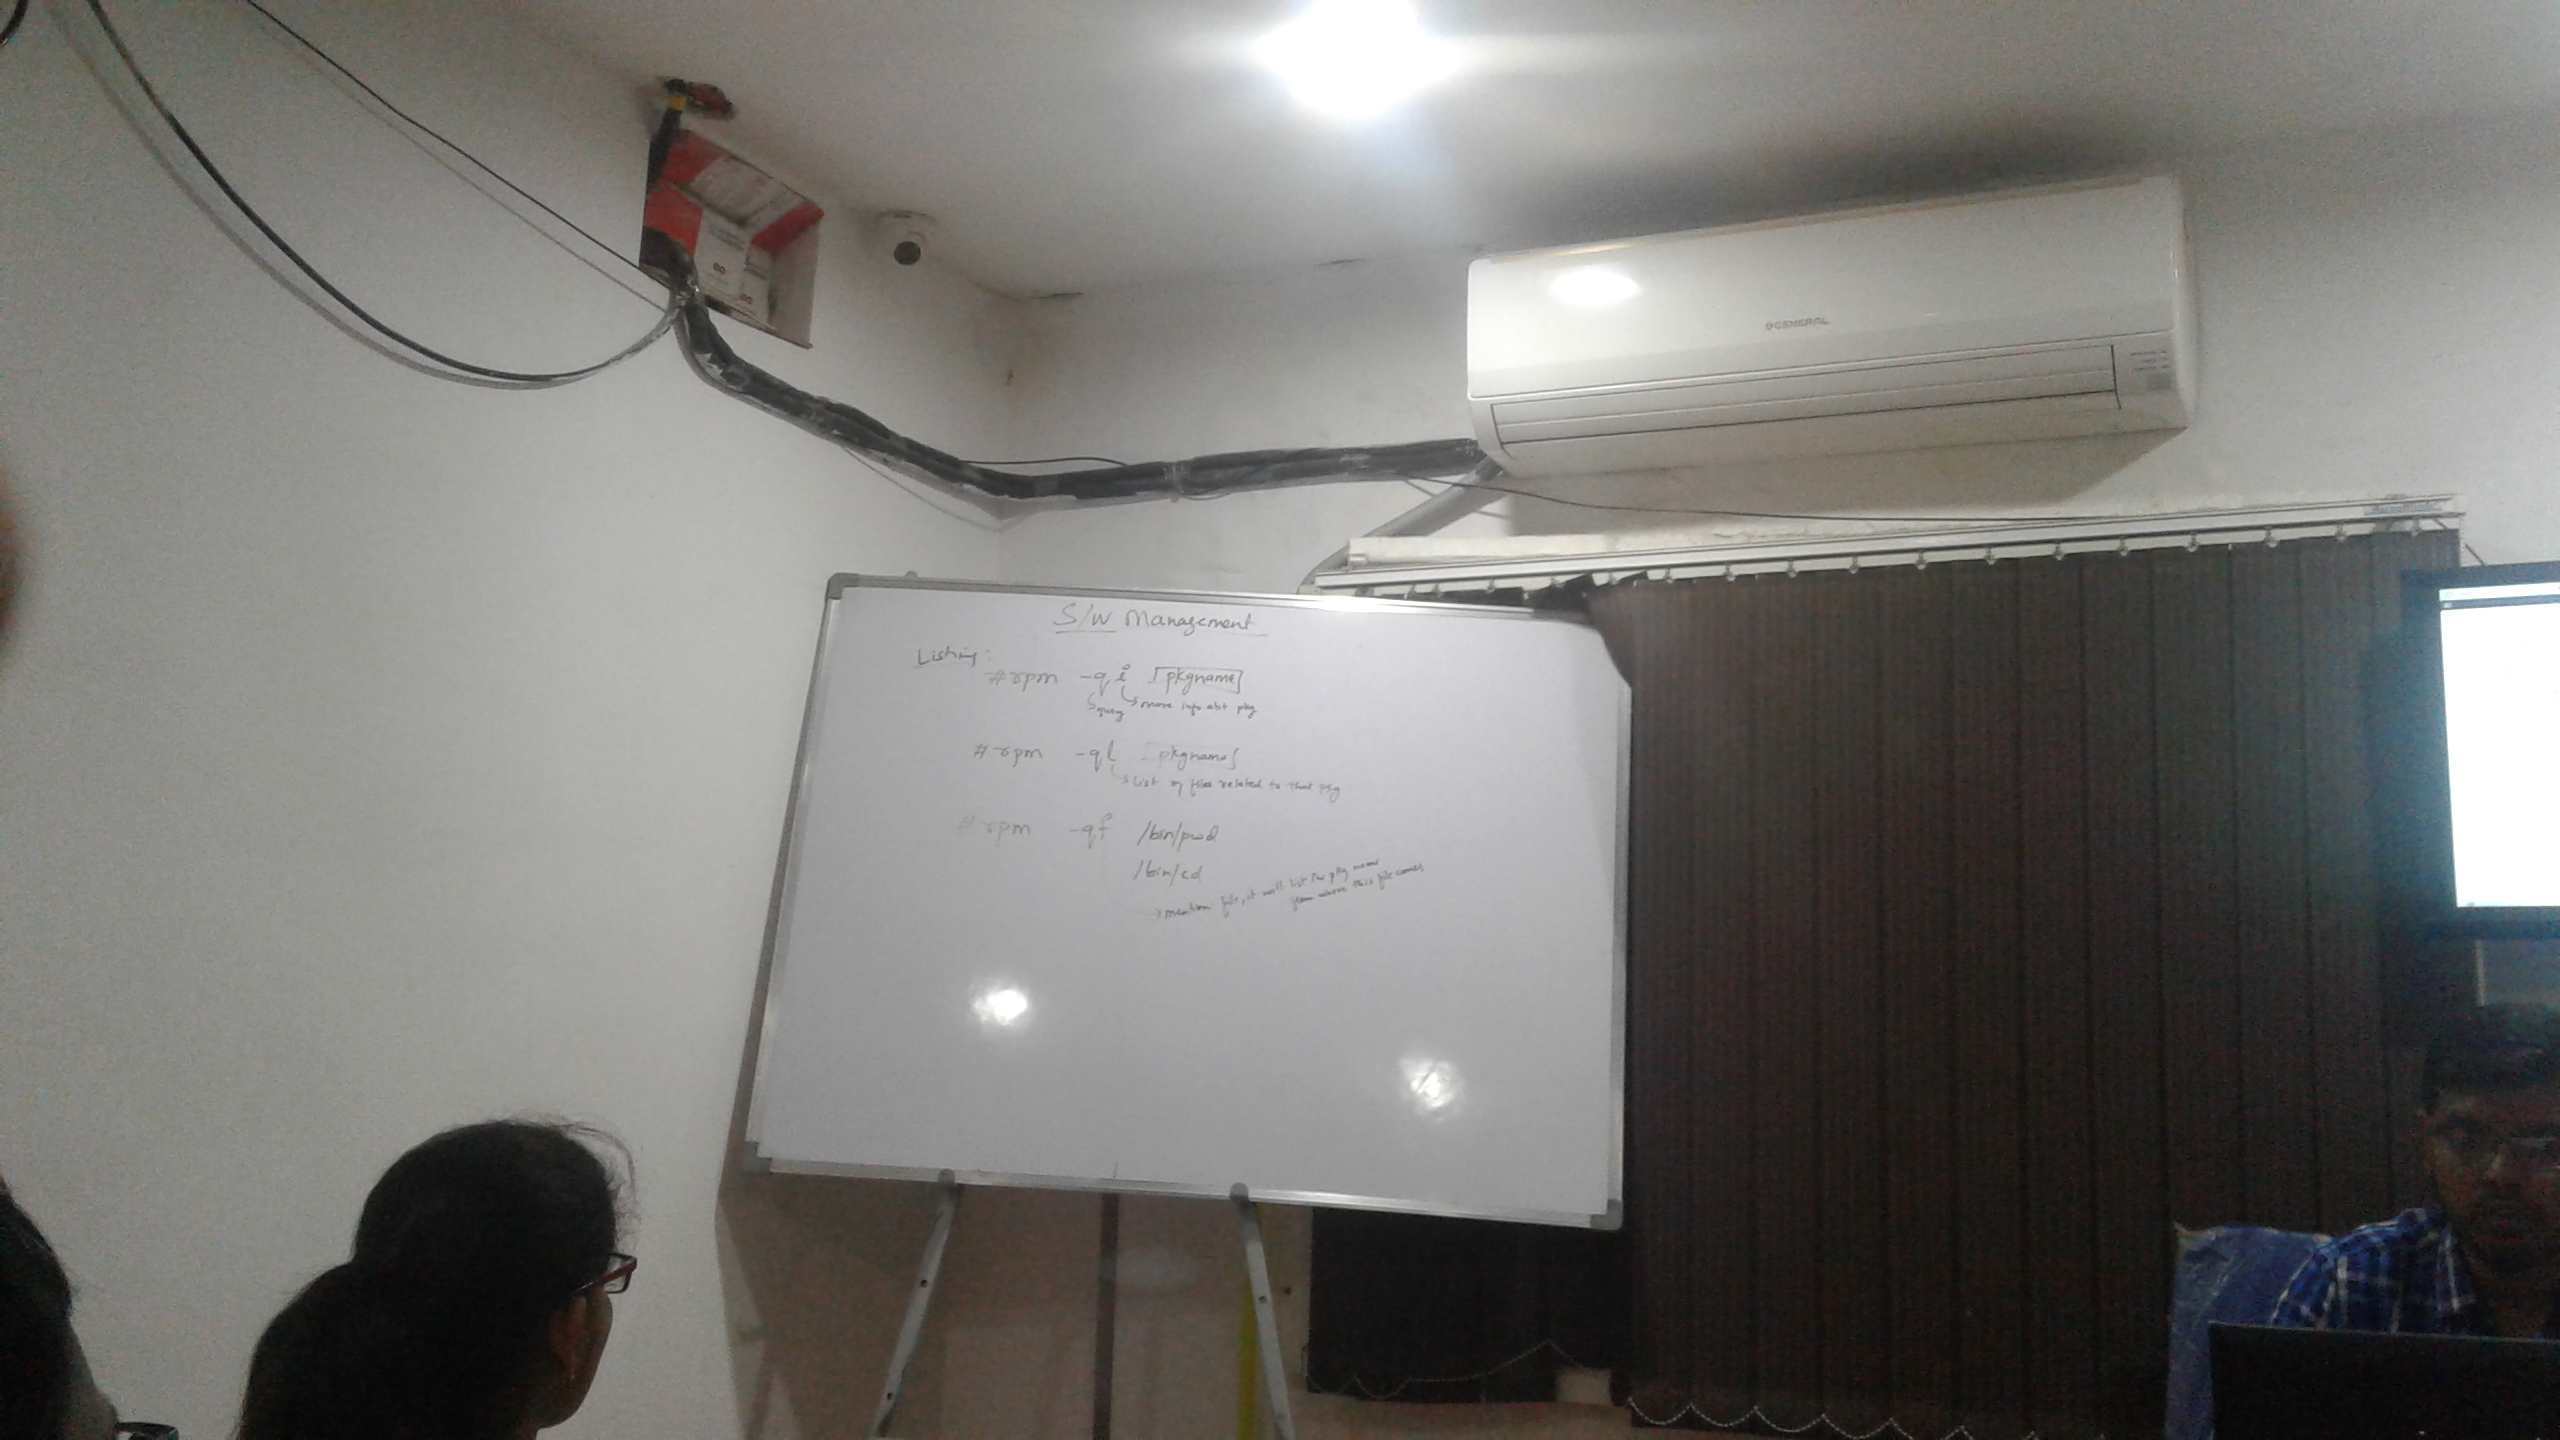 GENERAL
S/W Management
Listing:
#rpm -qi [pkgname]
query more info abt pkg
#rpm -ql [pkgname]
List of files related to that pkg
#rpm -qf /bin/pwd
/bin/cd
mention file, it will list the pkg name
from where this file comes